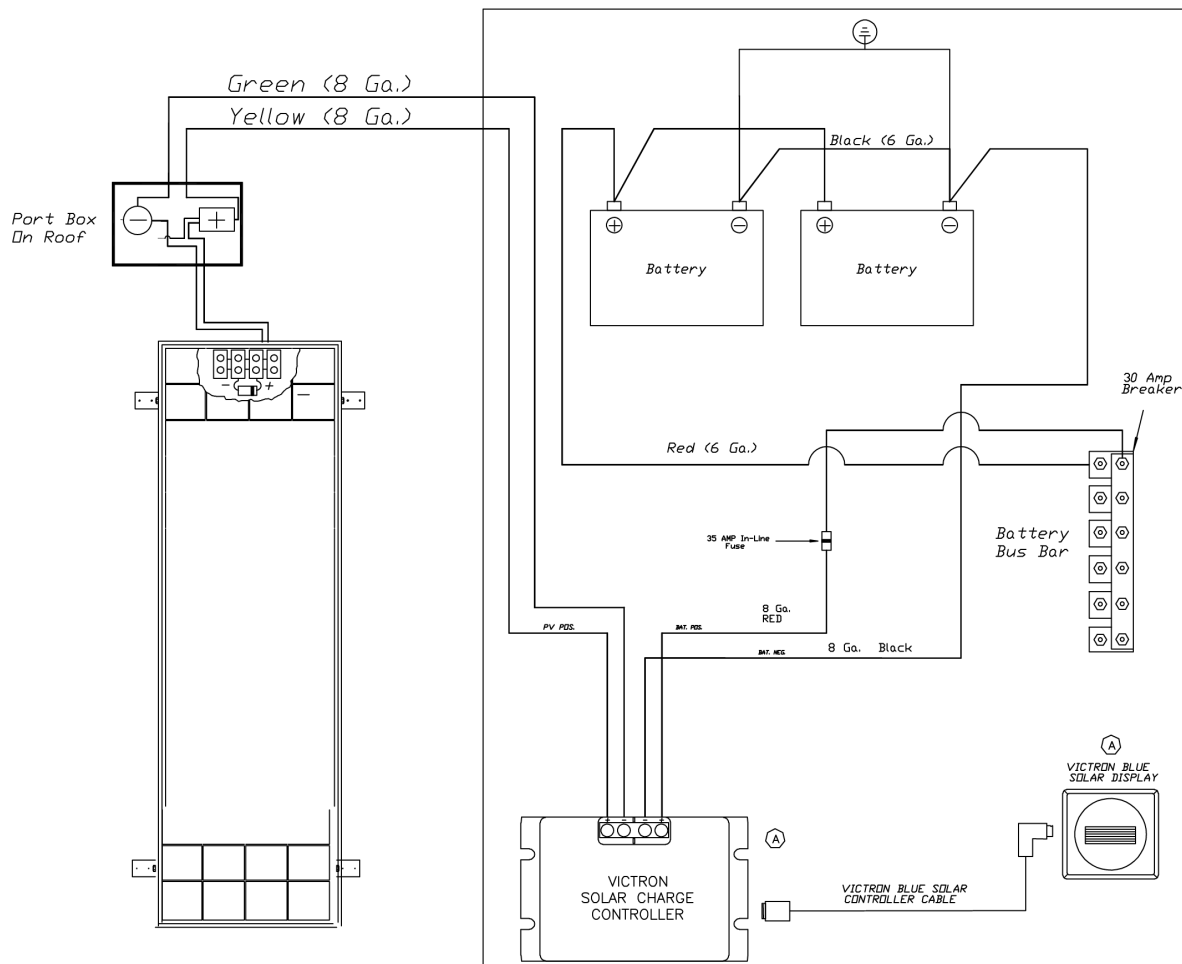 Green (8 Ga.)
Yellow (8 Ga.)
Port Box
On Roof
-
+
-
+
-
Black (6 Ga.)
+
-
+
-
Battery
Battery
30 Amp
Breaker
Red (6 Ga.)
35 AMP In-Line
Fuse
Battery
Bus Bar
8 Ga.
RED
PV POS.
BAT. POS.
BAT. NEG.
8 Ga. Black
+
-
-
+
A
VICTRON
SOLAR CHARGE
CONTROLLER
A
VICTRON BLUE
SOLAR DISPLAY
VICTRON BLUE SOLAR
CONTROLLER CABLE